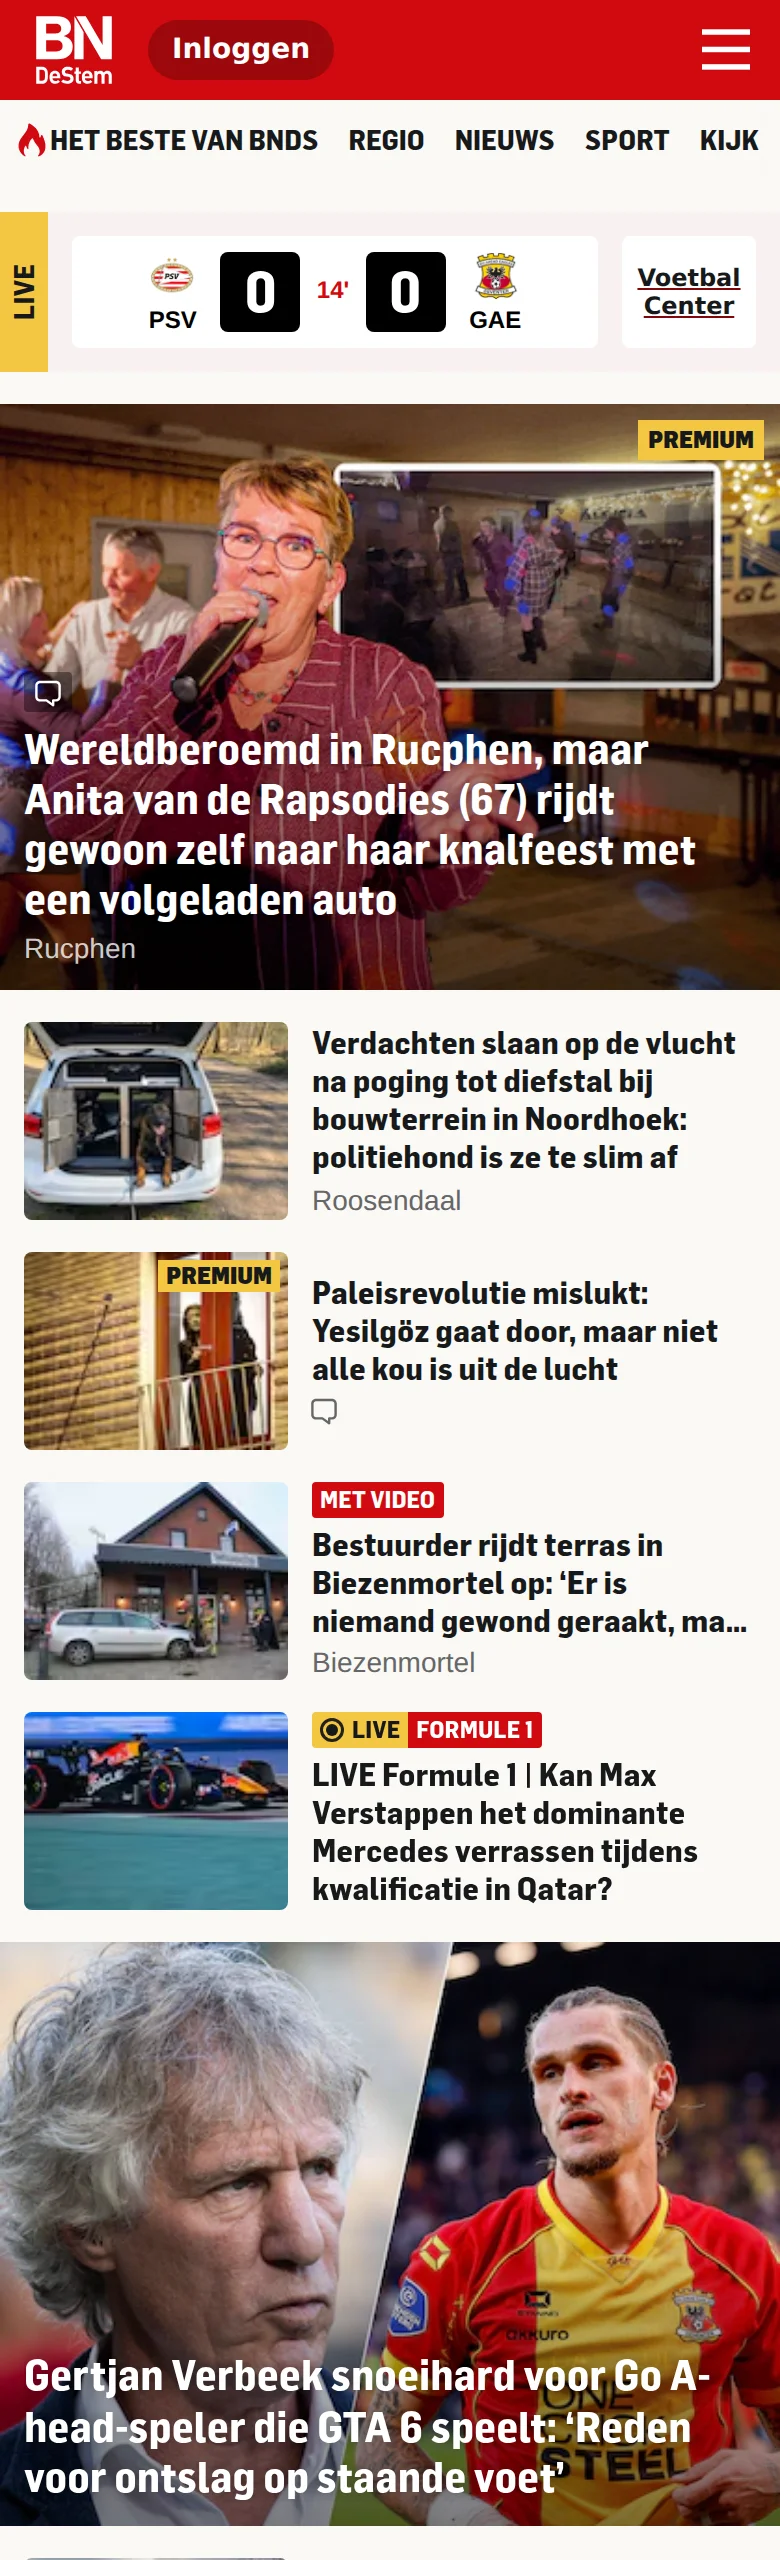 BN
DeStem
Inloggen
HET BESTE VAN BNDS REGIO NIEUWS SPORT KIJK
LIVE
PSV
PSV
0
14'
0
GAE
Voetbal
Center
PREMIUM
Wereldberoemd in Rucphen, maar
Anita van de Rapsodies (67) rijdt
gewoon zelf naar haar knalfeest met
een volgeladen auto
Rucphen
Verdachten slaan op de vlucht
na poging tot diefstal bij
bouwterrein in Noordhoek:
politiehond is ze te slim af
Roosendaal
PREMIUM
Paleisrevolutie mislukt:
Yesilgöz gaat door, maar niet
alle kou is uit de lucht
MET VIDEO
Bestuurder rijdt terras in
Biezenmortel op: ‘Er is
niemand gewond geraakt, ma...
Biezenmortel
LIVE FORMULE 1
LIVE Formule 1 | Kan Max
Verstappen het dominante
Mercedes verrassen tijdens
kwalificatie in Qatar?
STANNO
akkuro
Gertjan Verbeek snoeihard voor Go A-
head-speler die GTA 6 speelt: ‘Reden
voor ontslag op staande voet’
STEEL